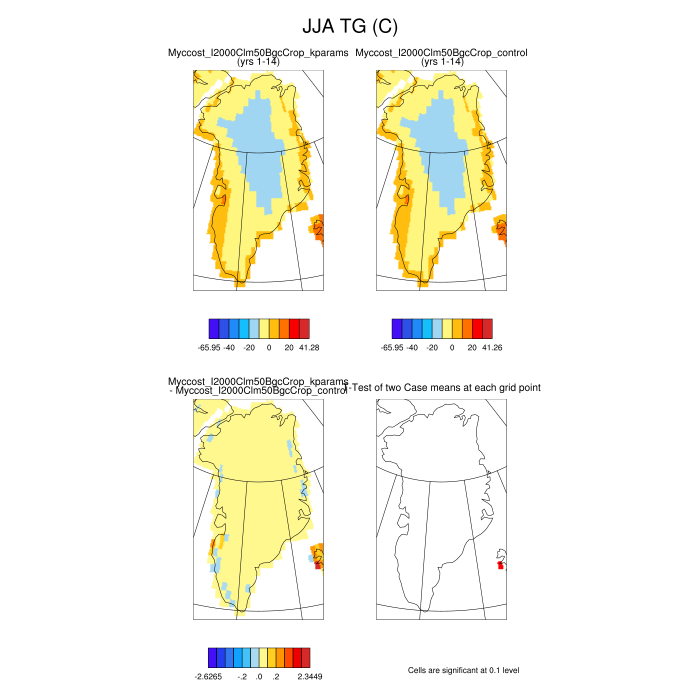 JJA TG (C)
Myccost_I2000Clm50BgcCrop_kparams
(yrs 1-14)
Myccost_I2000Clm50BgcCrop_control
(yrs 1-14)
-65.95 -40 -20 0 20 41.28
-65.95 -40 -20 0 20 41.26
Myccost_I2000Clm50BgcCrop_kparams
- Myccost_I2000Clm50BgcCrop_control
T-Test of two Case means at each grid point
-2.6265 -.2 .0 .2 2.3449
Cells are significant at 0.1 level